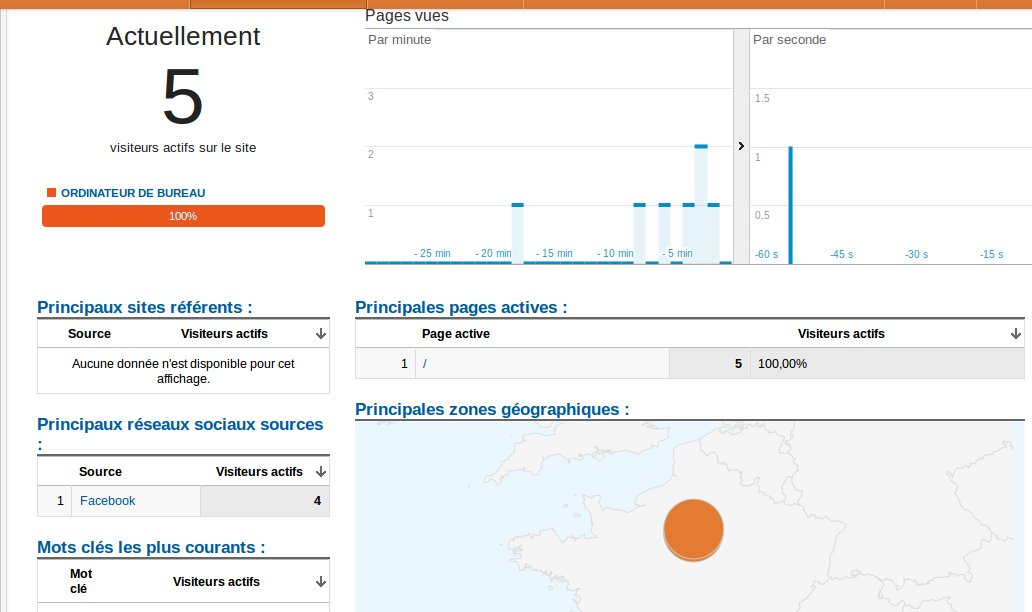 Actuellement
5
visiteurs actifs sur le site
ORDINATEUR DE BUREAU
100%
Pages vues
Par minute
3
2
1
- 25 min
- 20 min
- 15 min
- 10 min
- 5 min
Par seconde
1.5
1
0.5
-60 s
-45 s
-30 s
-15 s
Principaux sites référents :
Source Visiteurs actifs
Aucune donnée n'est disponible pour cet
affichage.
Principaux réseaux sociaux sources
:
Source Visiteurs actifs
1 Facebook 4
Mots clés les plus courants :
Mot
clé
Visiteurs actifs
Principales pages actives :
Page active Visiteurs actifs
1 / 5 100,00%
Principales zones géographiques :